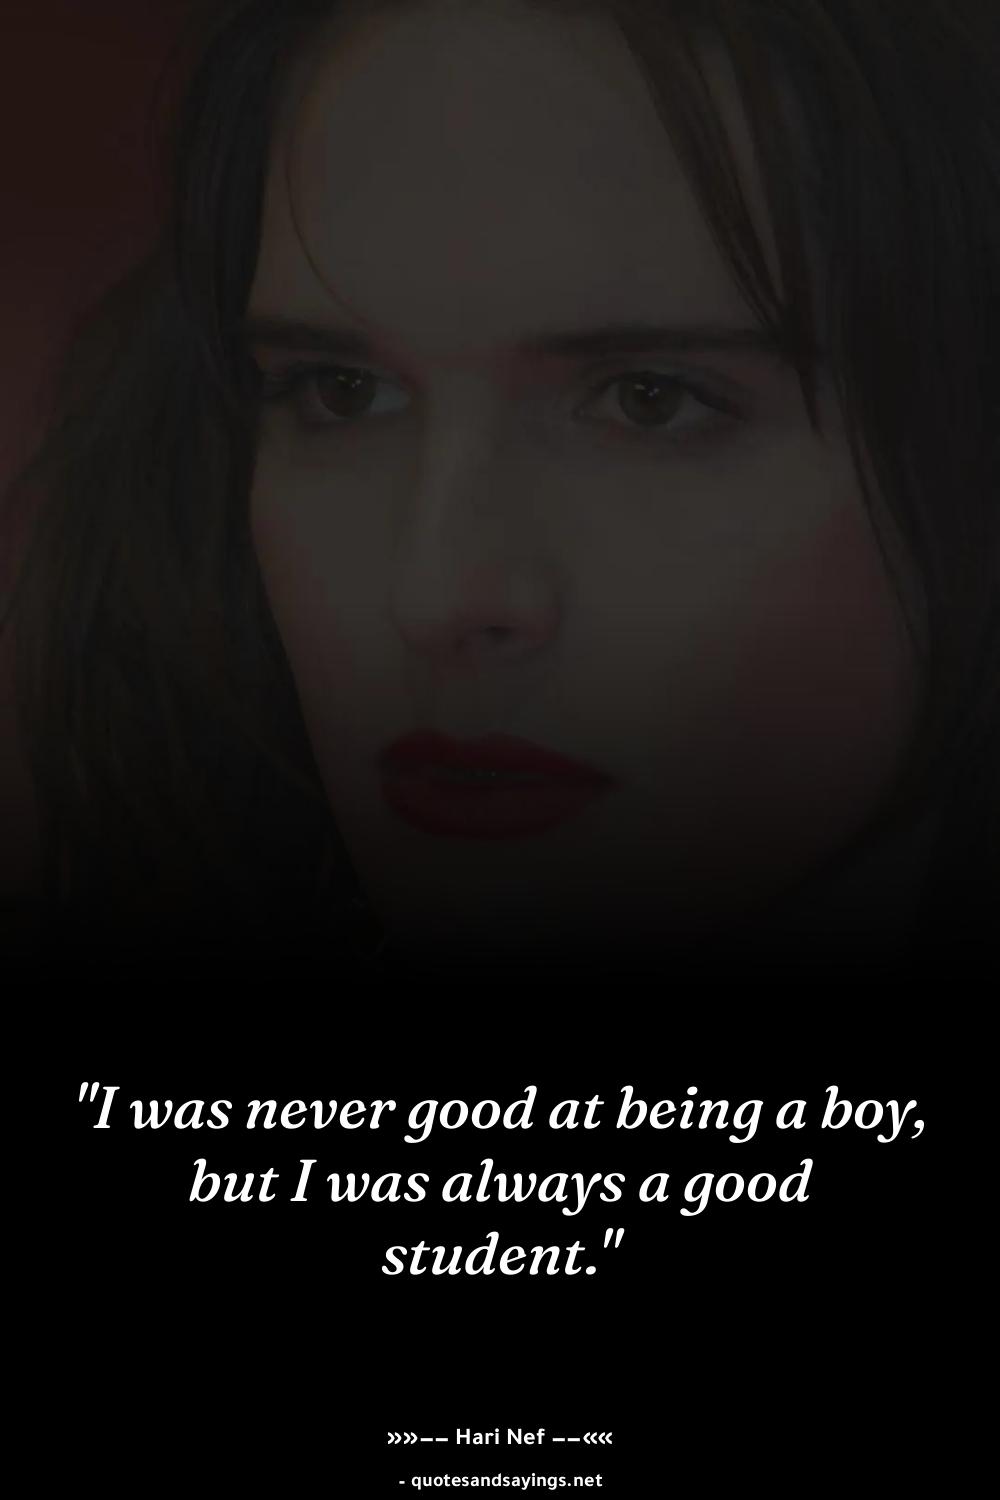 "I was never good at being a boy,
but I was always a good
student."
»»−− Hari Nef −−««
- quotesandsayings.net